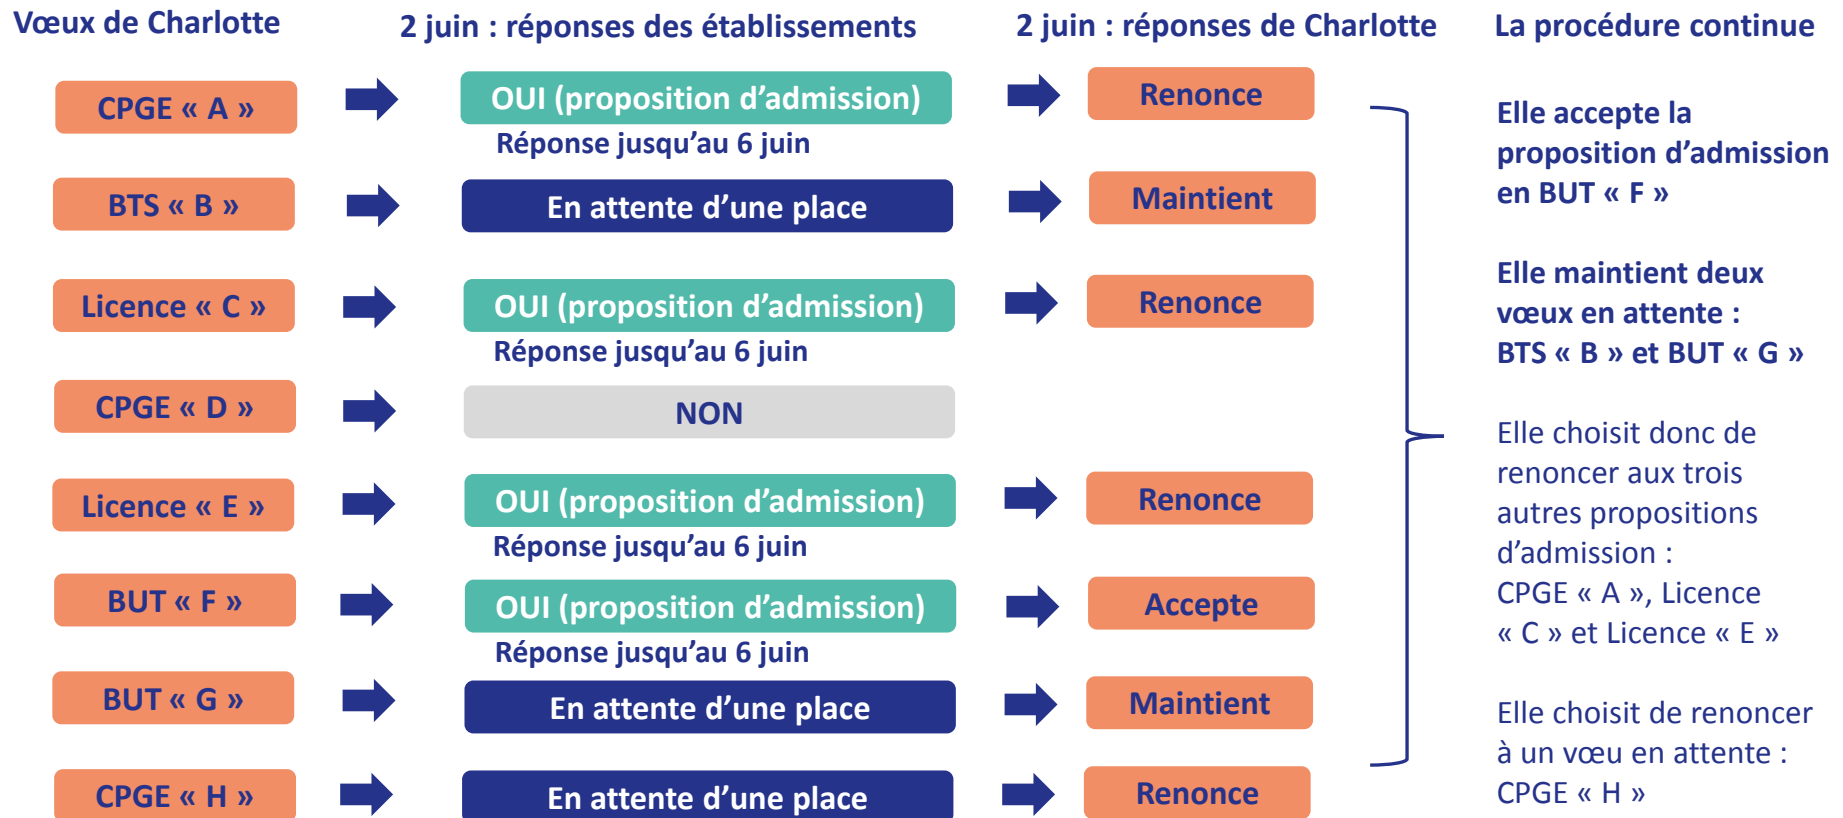 Vœux de Charlotte
2 juin : réponses des établissements
2 juin : réponses de Charlotte
La procédure continue
CPGE « A »
OUI (proposition d’admission)
Réponse jusqu’au 6 juin
Renonce
BTS « B »
En attente d’une place
Maintient
Licence « C »
OUI (proposition d’admission)
Réponse jusqu’au 6 juin
Renonce
CPGE « D »
NON
Licence « E »
OUI (proposition d’admission)
Réponse jusqu’au 6 juin
Renonce
BUT « F »
OUI (proposition d’admission)
Réponse jusqu’au 6 juin
Accepte
BUT « G »
En attente d’une place
Maintient
CPGE « H »
En attente d’une place
Renonce
Elle accepte la
proposition d’admission
en BUT « F »
Elle maintient deux
vœux en attente :
BTS « B » et BUT « G »
Elle choisit donc de
renoncer aux trois
autres propositions
d’admission :
CPGE « A », Licence
« C » et Licence « E »
Elle choisit de renoncer
à un vœu en attente :
CPGE « H »